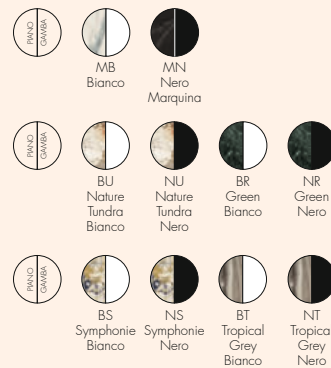 PIANO
GAMBA
MB
Bianco
MN
Nero
Marquina
PIANO
GAMBA
BU
Nature
Tundra
Bianco
NU
Nature
Tundra
Nero
BR
Green
Bianco
NR
Green
Nero
PIANO
GAMBA
BS
Symphonie
Bianco
NS
Symphonie
Nero
BT
Tropical
Grey
Bianco
NT
Tropica
Grey
Nero